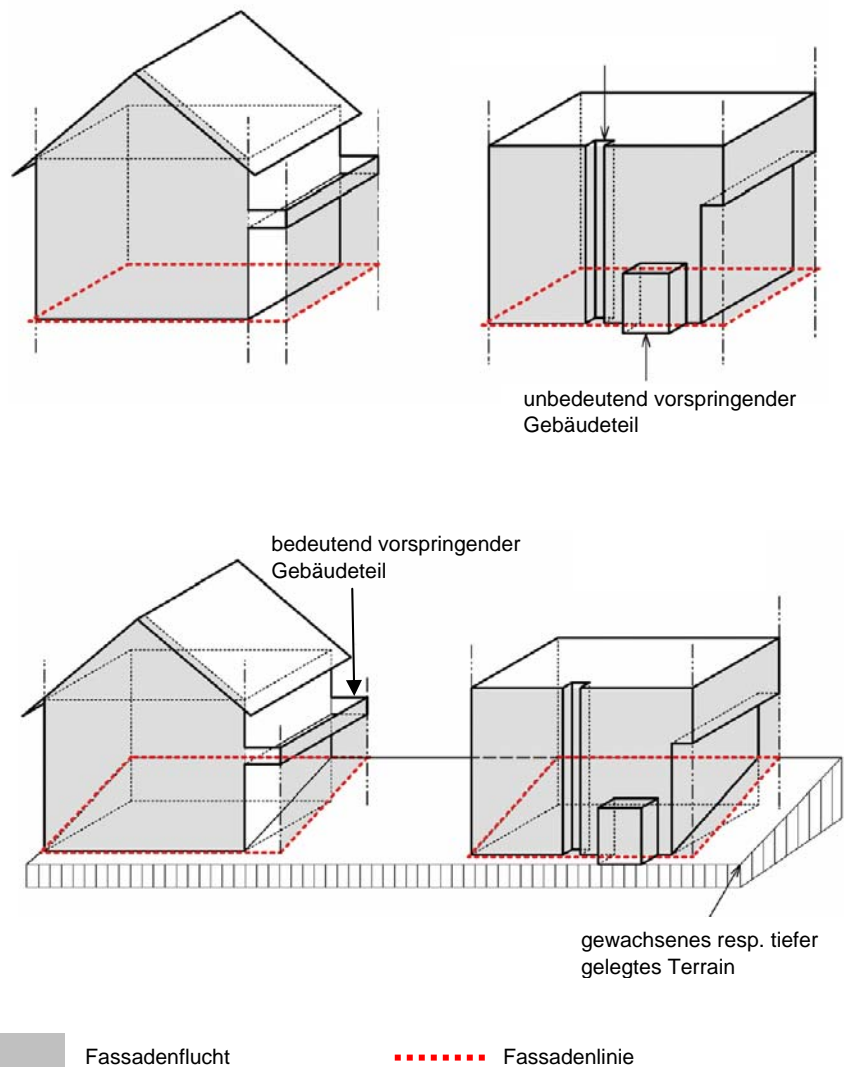 unbedeutend vorspringender
Gebäudeteil
bedeutend vorspringender
Gebäudeteil
gewachsenes resp. tiefer
gelegtes Terrain
Fassadenflucht
Fassadenlinie